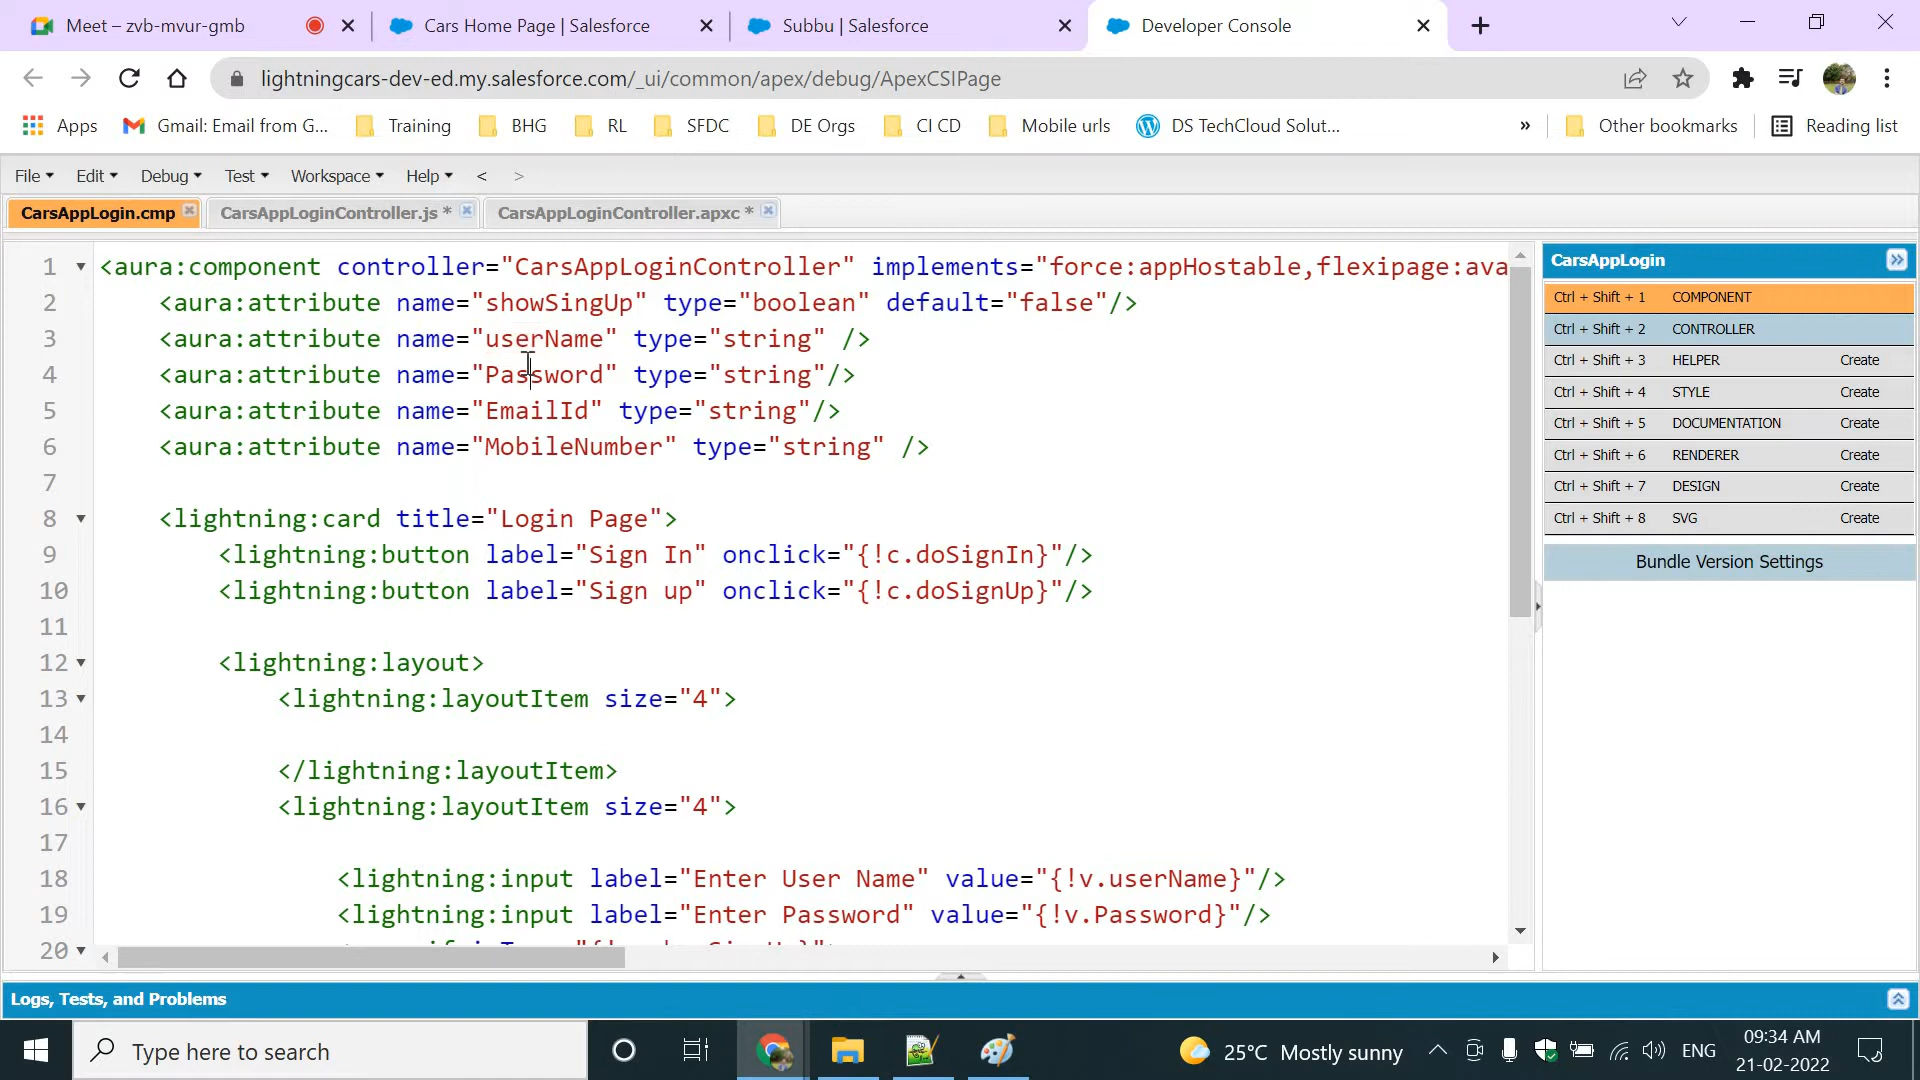 Meet – zvb-mvur-gmb
Cars Home Page | Salesforce
Subbu | Salesforce
Developer Console
lightningcars-dev-ed.my.salesforce.com/_ui/common/apex/debug/ApexCSIPage
Apps
Gmail: Email from G...
Training
BHG
RL
SFDC
DE Orgs
CI CD
Mobile urls
DS TechCloud Solut...
»
Other bookmarks
Reading list
File
Edit
Debug
Test
Workspace
Help
<
>
CarsAppLogin.cmp
CarsAppLoginController.js *
CarsAppLoginController.apxc *
1 <aura:component controller="CarsAppLoginController" implements="force:appHostable,flexipage:ava
2 <aura:attribute name="showSingUp" type="boolean" default="false"/>
3 <aura:attribute name="userName" type="string" />
4 <aura:attribute name="Password" type="string"/>
5 <aura:attribute name="EmailId" type="string"/>
6 <aura:attribute name="MobileNumber" type="string" />
7
8 <lightning:card title="Login Page">
9 <lightning:button label="Sign In" onclick="{!c.doSignIn}"/>
10 <lightning:button label="Sign up" onclick="{!c.doSignUp}"/>
11
12 <lightning:layout>
13 <lightning:layoutItem size="4">
14
15 </lightning:layoutItem>
16 <lightning:layoutItem size="4">
17
18 <lightning:input label="Enter User Name" value="{!v.userName}"/>
19 <lightning:input label="Enter Password" value="{!v.Password}"/>
20
CarsAppLogin
Ctrl + Shift + 1 COMPONENT
Ctrl + Shift + 2 CONTROLLER
Ctrl + Shift + 3 HELPER Create
Ctrl + Shift + 4 STYLE Create
Ctrl + Shift + 5 DOCUMENTATION Create
Ctrl + Shift + 6 RENDERER Create
Ctrl + Shift + 7 DESIGN Create
Ctrl + Shift + 8 SVG Create
Bundle Version Settings
Logs, Tests, and Problems
Type here to search
25°C Mostly sunny
ENG
09:34 AM
21-02-2022